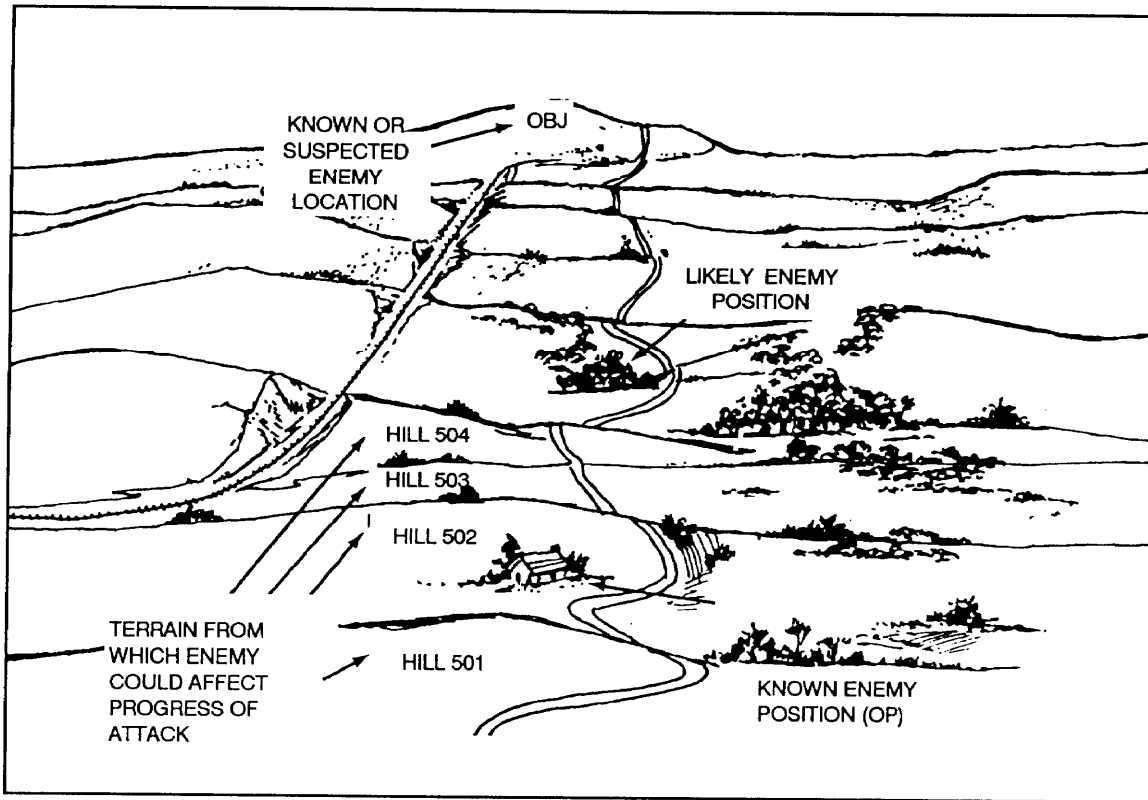 KNOWN OR
SUSPECTED
ENEMY
LOCATION
OBJ
LIKELY ENEMY
POSITION
HILL 504
HILL 503
HILL 502
TERRAIN FROM
WHICH ENEMY
COULD AFFECT
PROGRESS OF
ATTACK
HILL 501
KNOWN ENEMY
POSITION (OP)